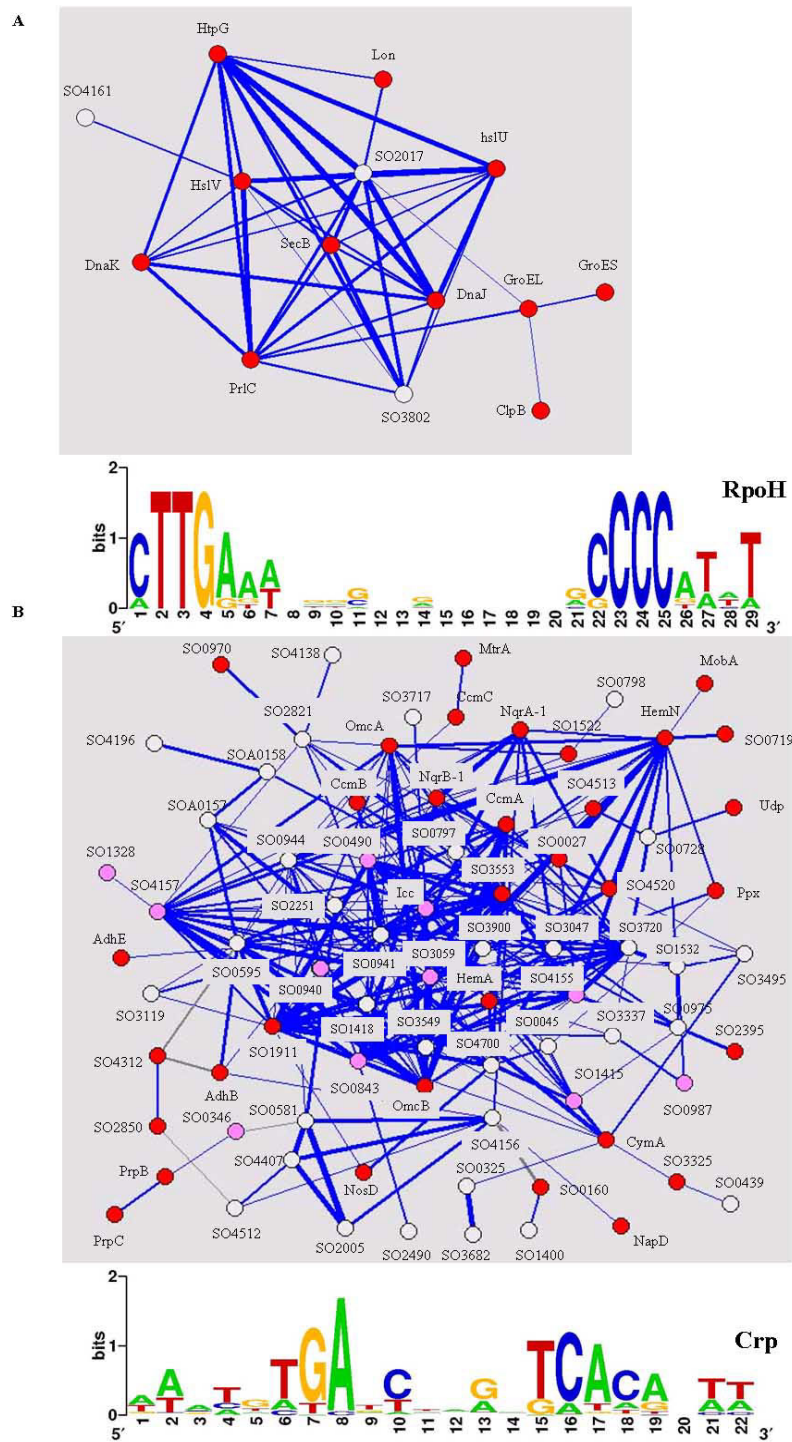 A
HtpG
Lon
SO4161
hslU
SO2017
HslV
SecB
DnaK
GroEL
GroES
DnaJ
PrlC
SO3802
ClpB
RpoH
2
1
0
bits
CTTGAAA
CCCCATAT
5' 1 2 3 4 5 6 7 8 9 10 11 12 13 14 15 16 17 18 19 20 21 22 23 24 25 26 27 28 29 3'
B
SO0970
SO4138
MtrA
MobA
SO3717
CcmC
SO0798
SO2821
OmcA
NqrA-1
SO1522
HemN
SO4196
SO0719
SOA0158
CcmB
NqrB-1
SO4513
CcmA
Udp
SOA0157
SO0944
SO0490
SO0797
SO0027
SO0728
SO1328
SO4157
SO3553
Icc
SO4520
Ppx
SO2251
SO3900
SO3047
SO3720
AdhE
SO1532
SO0595
SO0941
SO3059
SO3495
SO0940
HemA
SO4155
SO3119
SO1418
SO3549
SO0045
SO3337
SO0975
SO4700
SO2395
SO4312
SO1911
AdhB
SO0843
SO1415
SO0987
SO0346
SO0581
OmcB
SO2850
SO4156
CymA
PrpB
SO4407
SO0325
SO3325
NosD
SO0160
SO0439
PrpC
SO4512
SO2005
SO2490
SO3682
SO1400
NapD
Crp
2
1
0
bits
TGA
TCACA
5' 1 2 3 4 5 6 7 8 9 10 11 12 13 14 15 16 17 18 19 20 21 22 3'